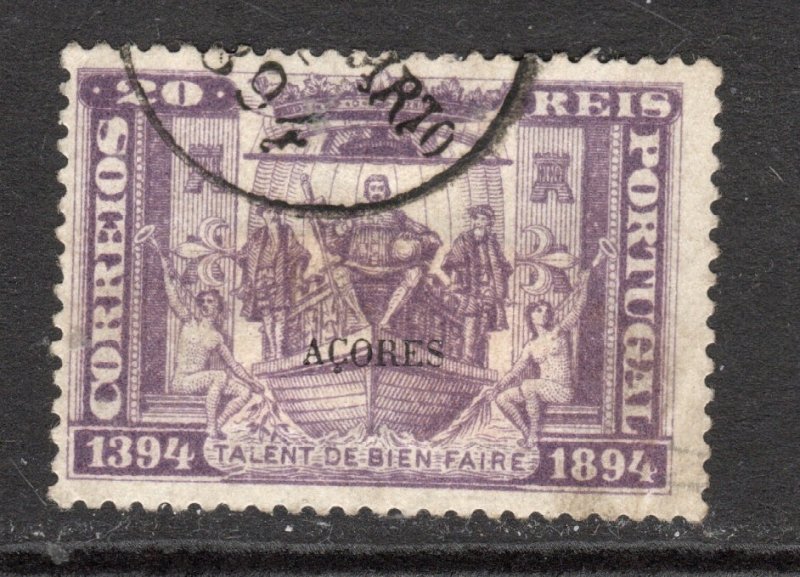 20 REIS
CORREIOS
PORTUGAL
AÇORES
1394 TALENT DE BIEN FAIRE 1894